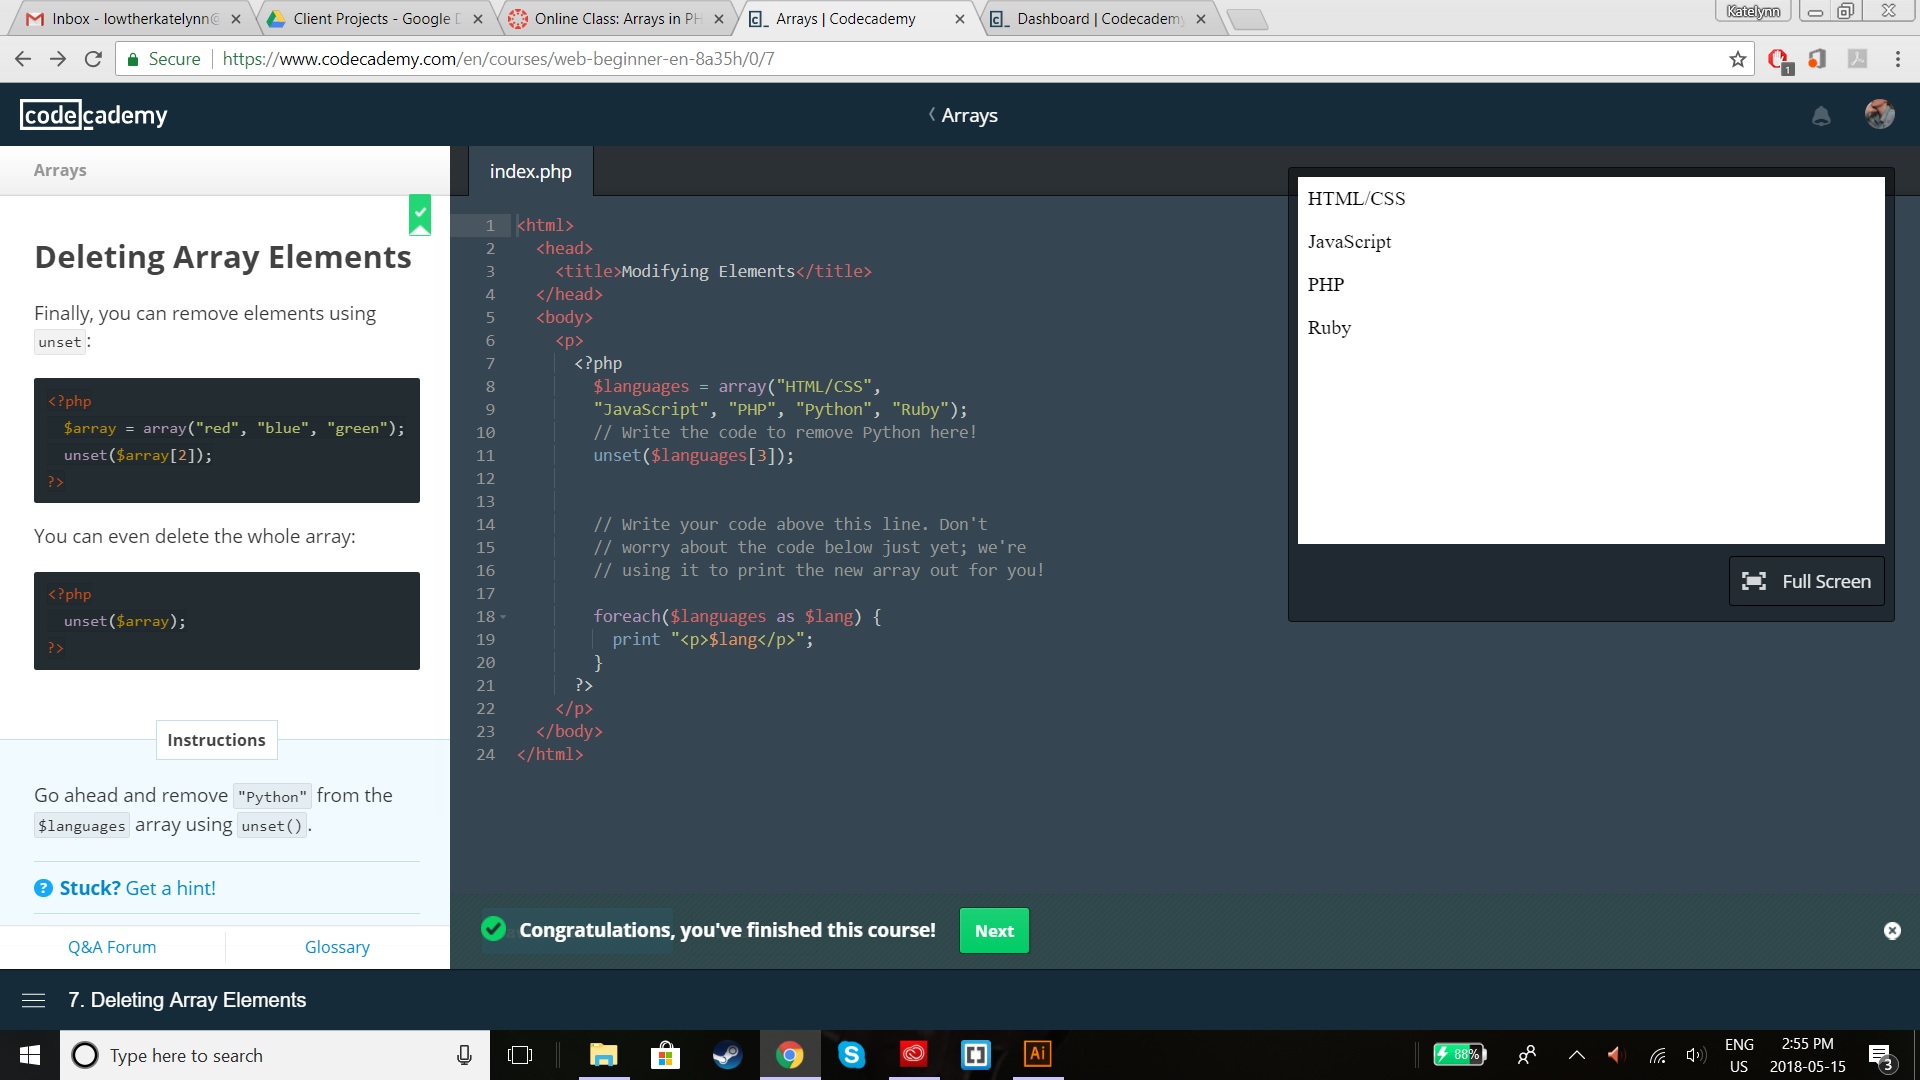 Inbox - lowtherkatelynn@
Client Projects - Google D
Online Class: Arrays in PH
Arrays | Codecademy
Dashboard | Codecademy
Katelynn
Secure
https://www.codecademy.com/en/courses/web-beginner-en-8a35h/0/7
1
codecademy
Arrays
Arrays
Deleting Array Elements
Finally, you can remove elements using
unset:
<?php
$array = array("red", "blue", "green");
unset($array[2]);
?>
You can even delete the whole array:
<?php
unset($array);
?>
Instructions
Go ahead and remove "Python" from the
$languages array using unset().
Stuck? Get a hint!
Q&A Forum
Glossary
index.php
1 <html>
2 <head>
3 <title>Modifying Elements</title>
4 </head>
5 <body>
6 <p>
7 <?php
8 $languages = array("HTML/CSS",
9 "JavaScript", "PHP", "Python", "Ruby");
10 // Write the code to remove Python here!
11 unset($languages[3]);
12
13
14 // Write your code above this line. Don't
15 // worry about the code below just yet; we're
16 // using it to print the new array out for you!
17
18 foreach($languages as $lang) {
19 print "<p>$lang</p>";
20 }
21 ?>
22 </p>
23 </body>
24 </html>
HTML/CSS
JavaScript
PHP
Ruby
Full Screen
Congratulations, you've finished this course!
Next
7. Deleting Array Elements
Type here to search
Ai
88%
ENG
US
2:55 PM
2018-05-15
3